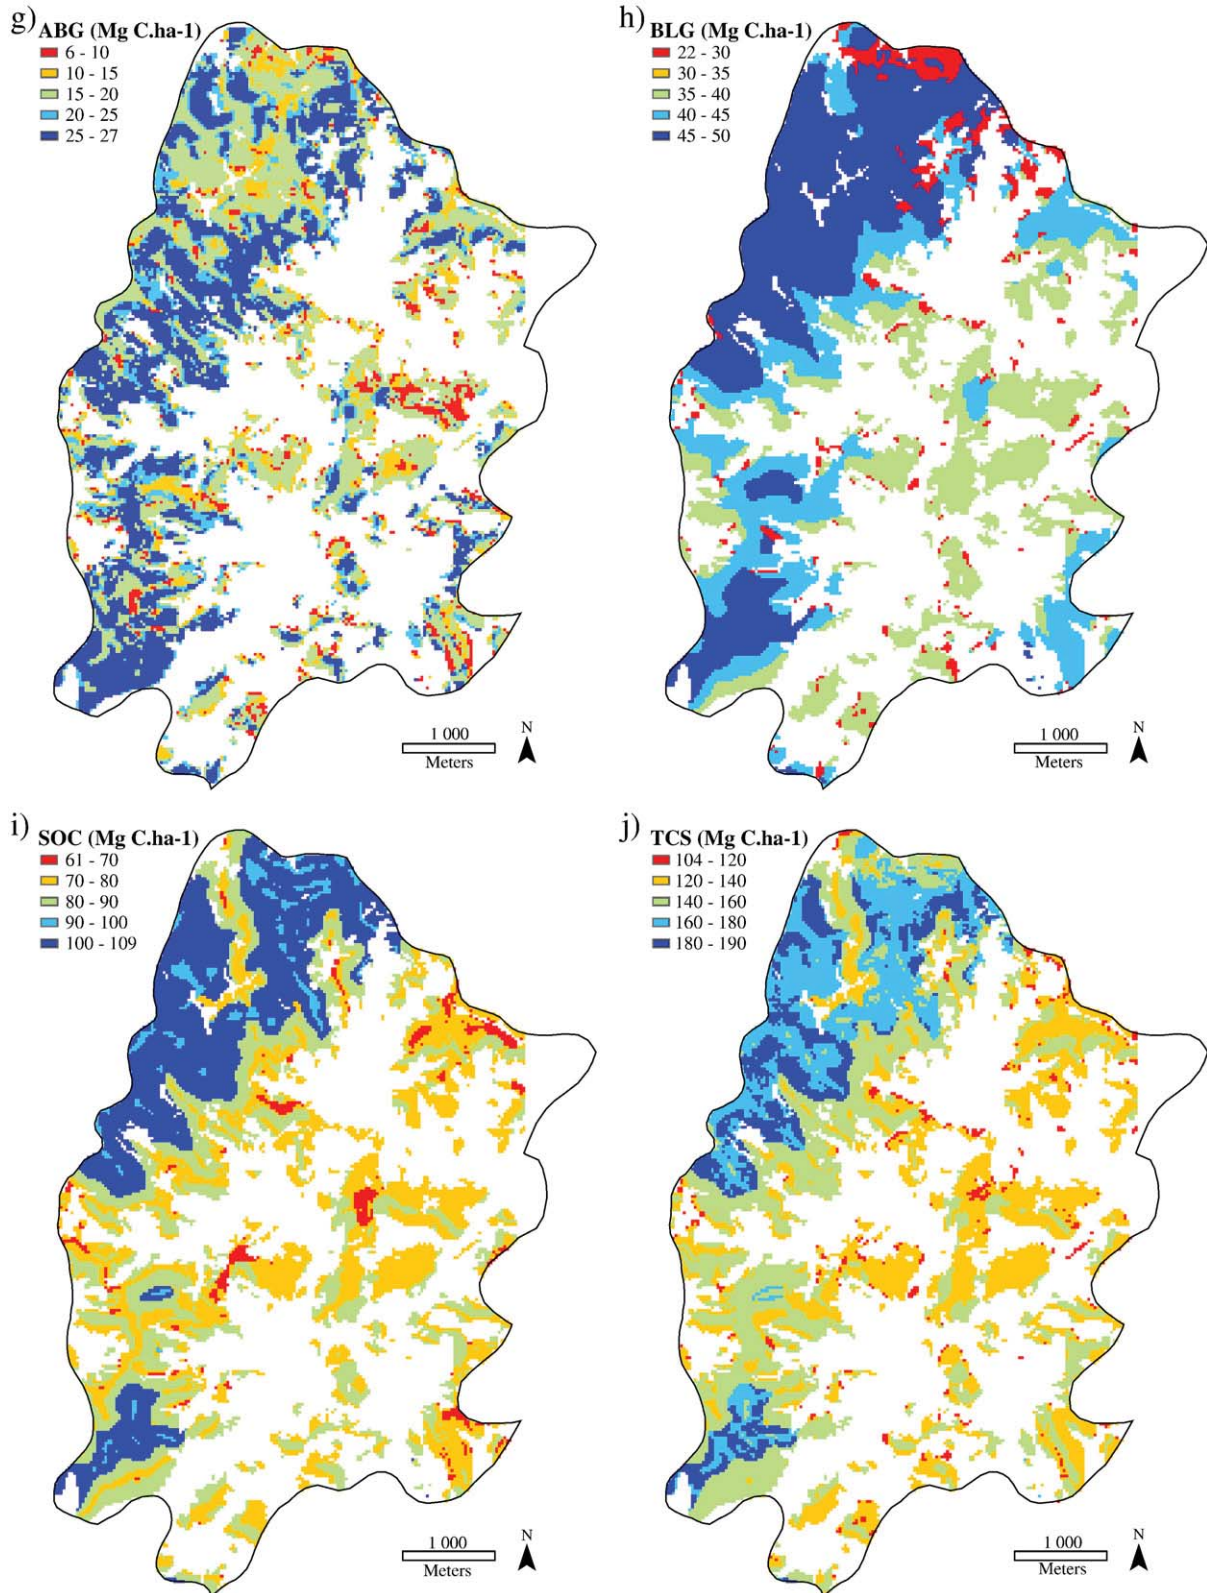 g) ABG (Mg C.ha-1)
6 - 10
10 - 15
15 - 20
20 - 25
25 - 27
1 000
Meters
N
h) BLG (Mg C.ha-1)
22 - 30
30 - 35
35 - 40
40 - 45
45 - 50
1 000
Meters
N
i) SOC (Mg C.ha-1)
61 - 70
70 - 80
80 - 90
90 - 100
100 - 109
1 000
Meters
N
j) TCS (Mg C.ha-1)
104 - 120
120 - 140
140 - 160
160 - 180
180 - 190
1 000
Meters
N